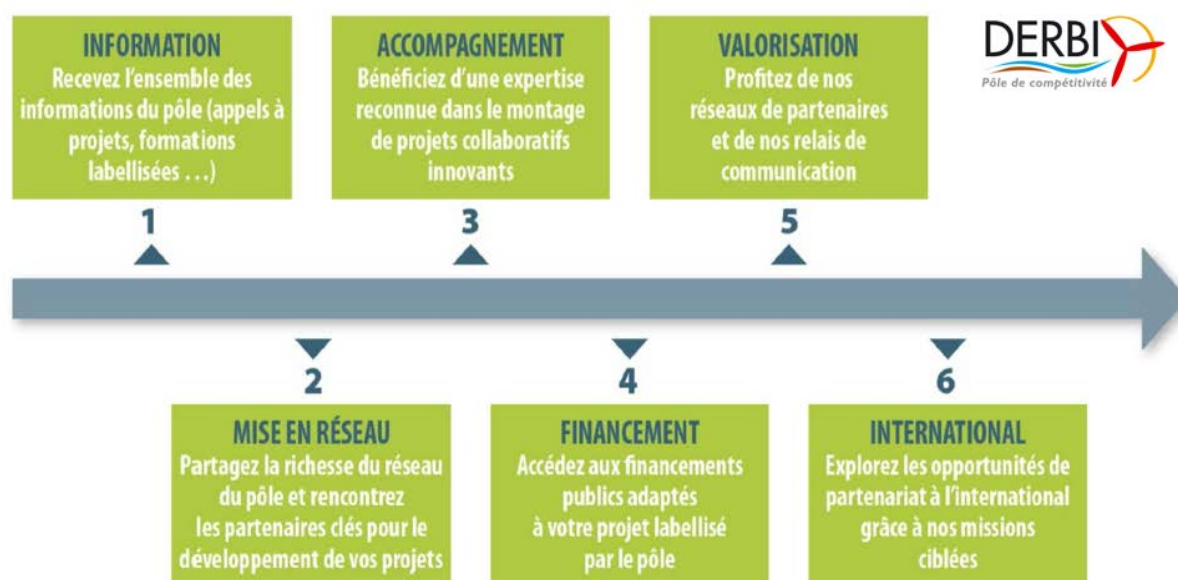 INFORMATION
Recevez l'ensemble des
informations du pôle (appels à
projets, formations
labellisées ...)
1
MISE EN RÉSEAU
Partagez la richesse du réseau
du pôle et rencontrez
les partenaires clés pour le
développement de vos projets
2
ACCOMPAGNEMENT
Bénéficiez d'une expertise
reconnue dans le montage
de projets collaboratifs
innovants
3
FINANCEMENT
Accédez aux financements
publics adaptés
à votre projet labellisé
par le pôle
4
VALORISATION
Profitez de nos
réseaux de partenaires
et de nos relais de
communication
5
INTERNATIONAL
Explorez les opportunités de
partenariat à l'international
grâce à nos missions
ciblées
6
DERBI
Pôle de compétitivité